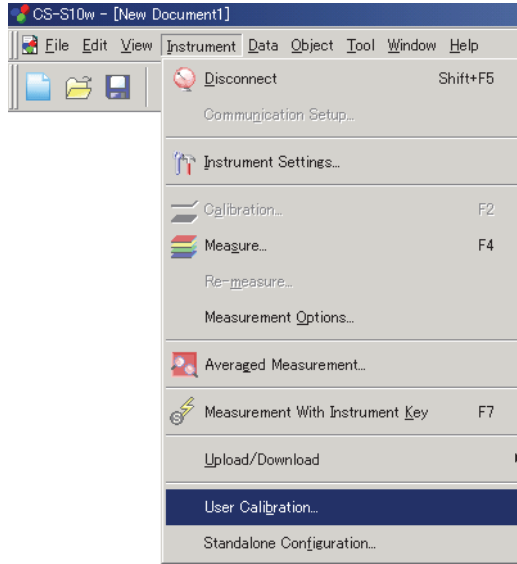 CS-S10w - [New Document1]
File Edit View Instrument Data Object Tool Window Help
Disconnect Shift+F5
Communication Setup...
Instrument Settings...
Calibration... F2
Measure... F4
Re-measure...
Measurement Options...
Averaged Measurement...
Measurement With Instrument Key F7
Upload/Download
User Calibration...
Standalone Configuration...